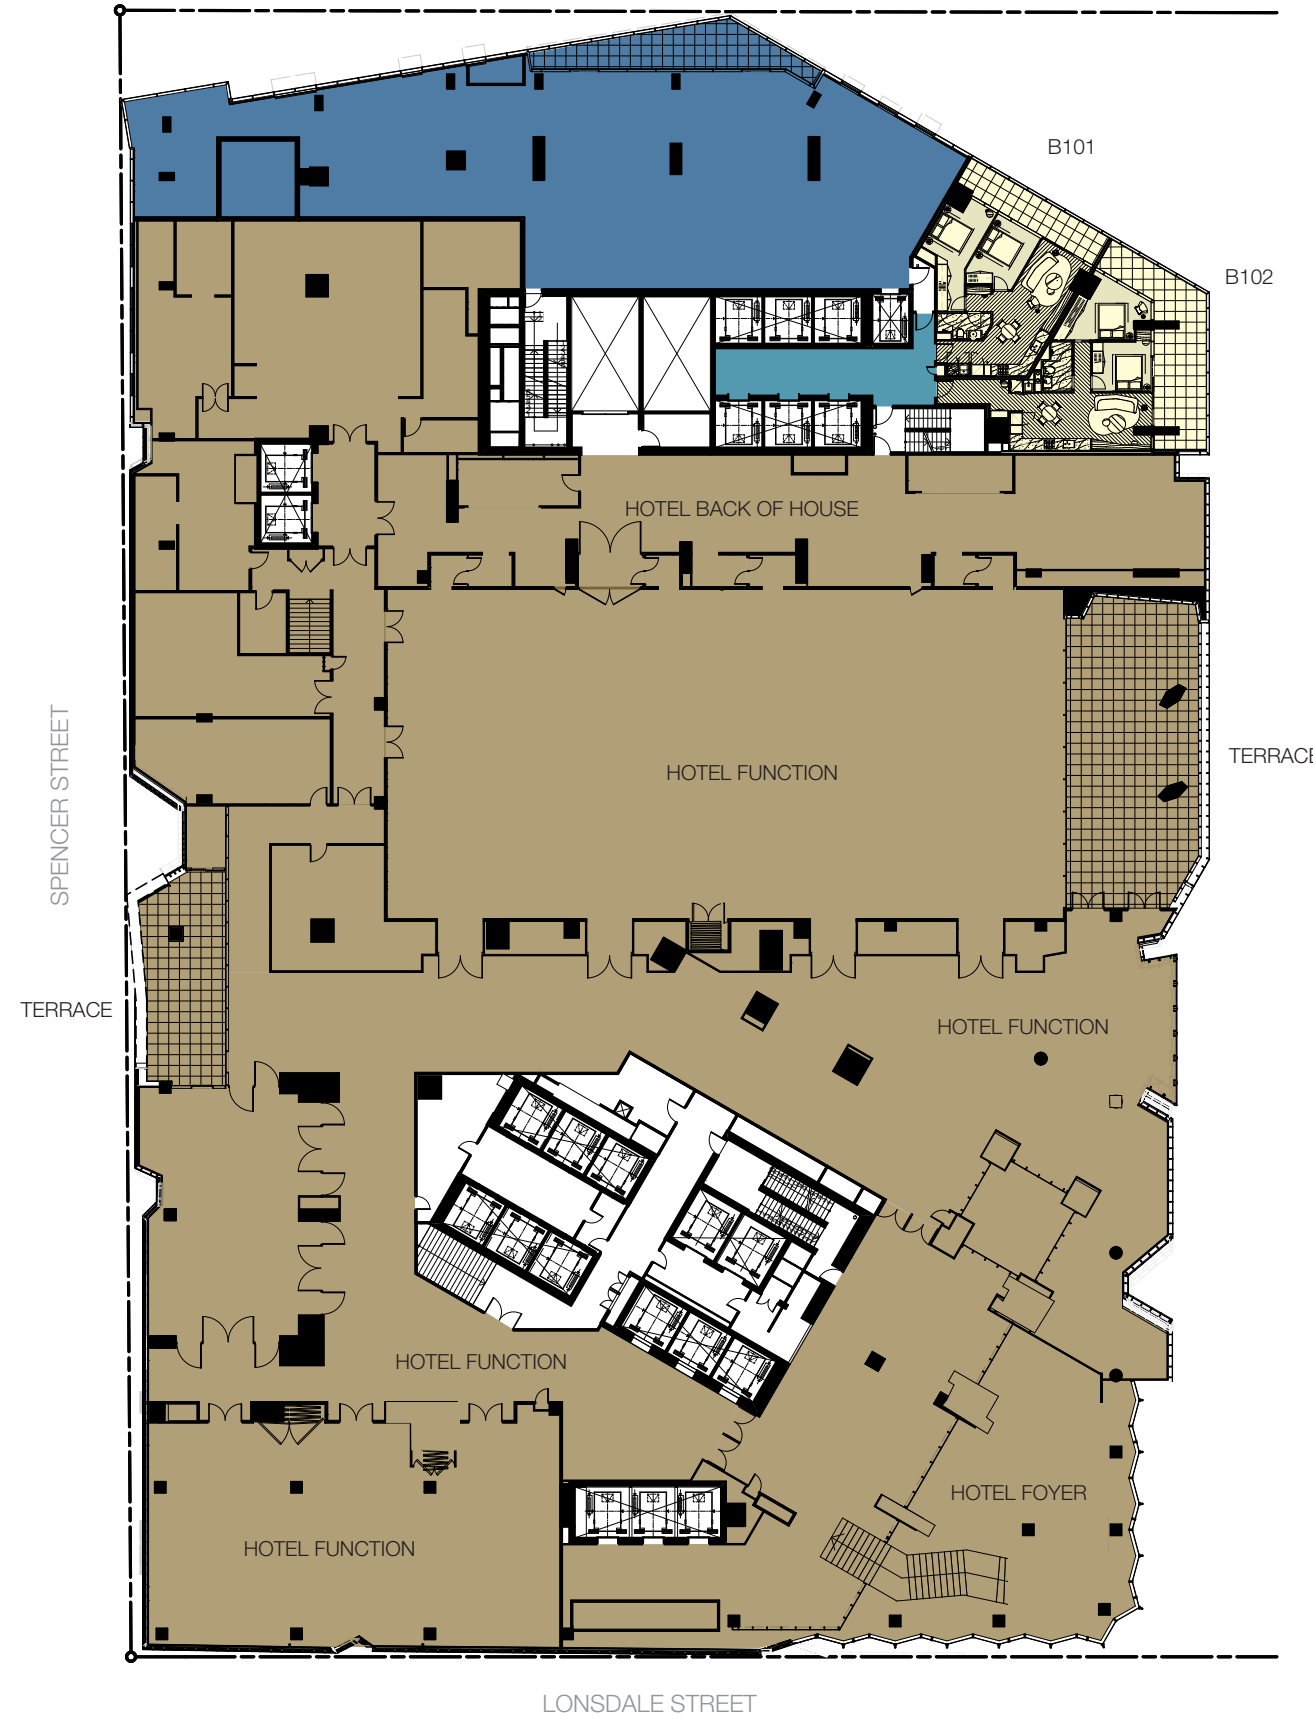 B101
B102
HOTEL BACK OF HOUSE
HOTEL FUNCTION
TERRACE
SPENCER STREET
TERRACE
HOTEL FUNCTION
HOTEL FUNCTION
HOTEL FOYER
HOTEL FUNCTION
LONSDALE STREET